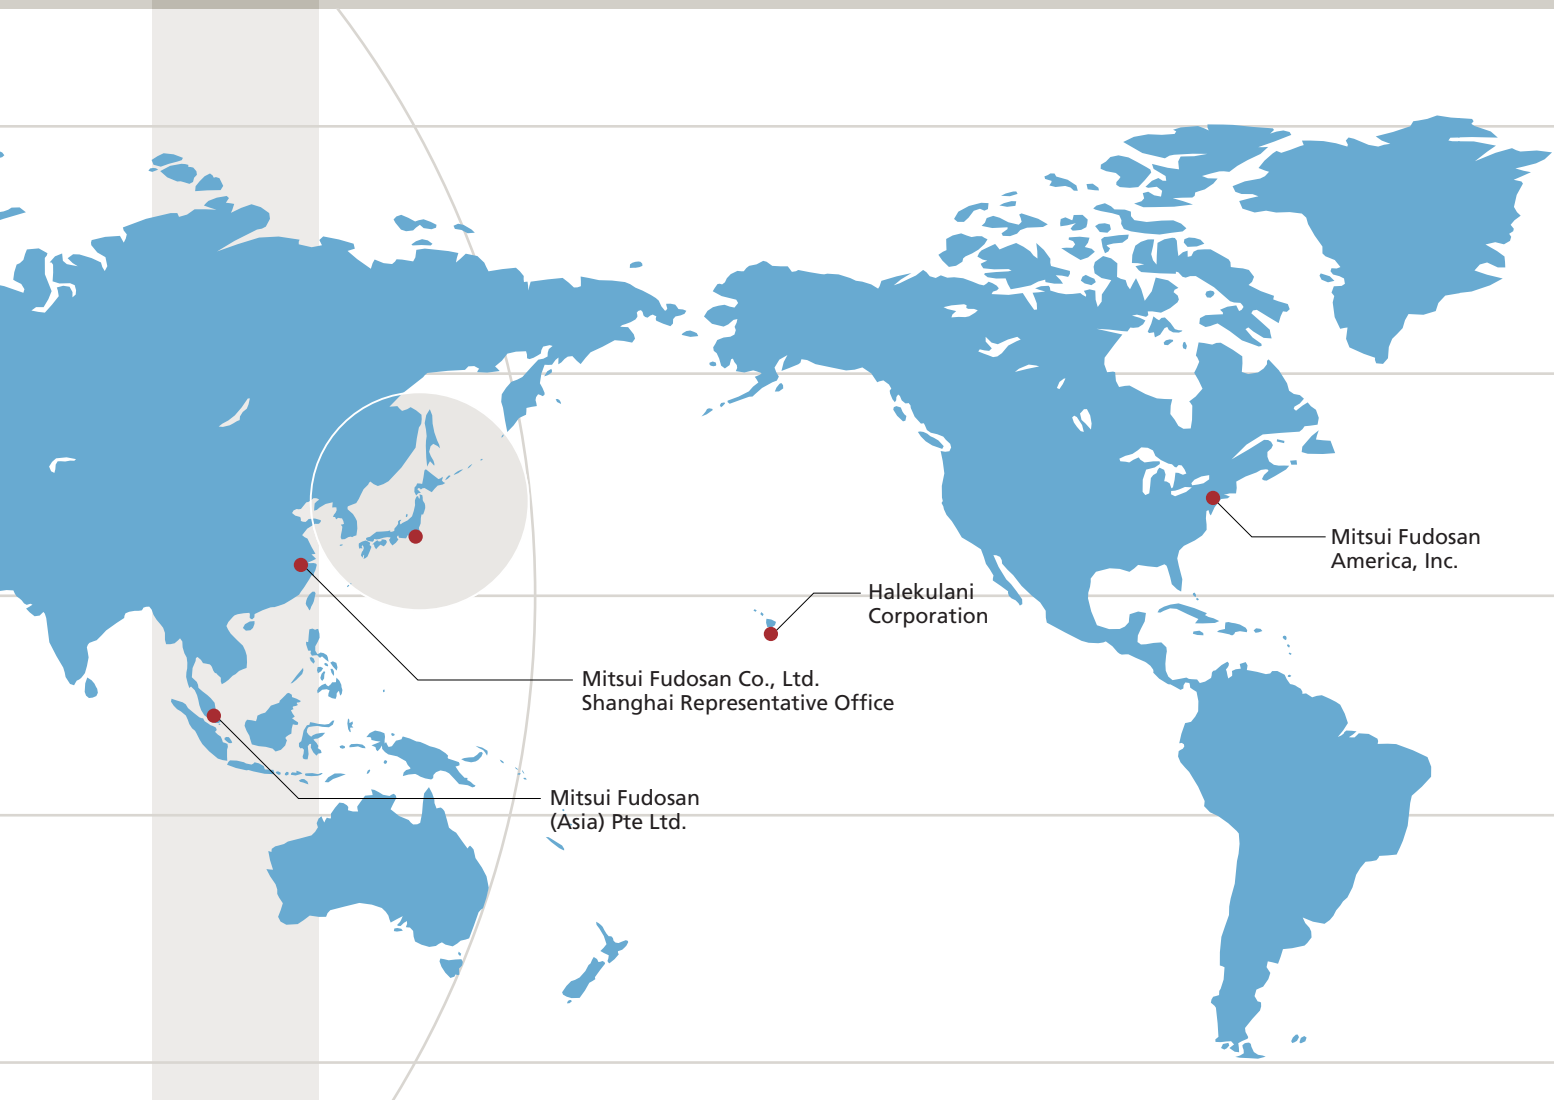 Mitsui Fudosan
America, Inc.
Halekulani
Corporation
Mitsui Fudosan Co., Ltd.
Shanghai Representative Office
Mitsui Fudosan
(Asia) Pte Ltd.